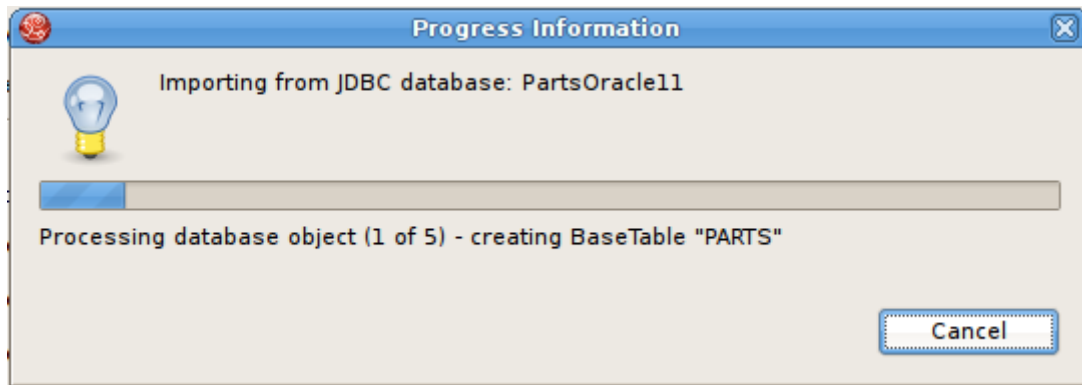 Progress Information
Importing from JDBC database: PartsOracle11
Processing database object (1 of 5) - creating BaseTable "PARTS"
Cancel